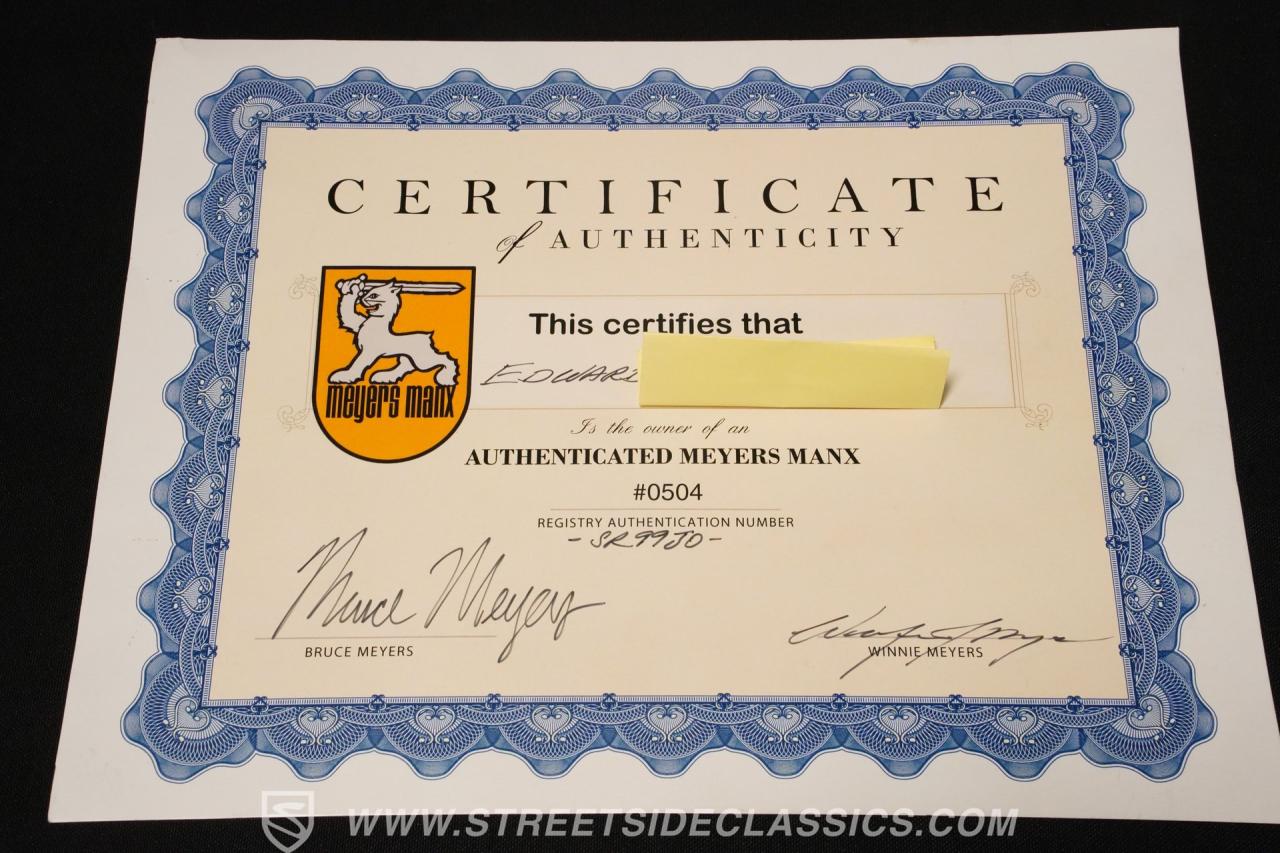 CERTIFICATE
of AUTHENTICITY
meyers manx
This certifies that
EDWARD
Is the owner of an
AUTHENTICATED MEYERS MANX
#0504
REGISTRY AUTHENTICATION NUMBER
- SR99JO -
Bruce Meyers
BRUCE MEYERS
WINNIE MEYERS
WWW.STREETSIDECLASSICS.COM